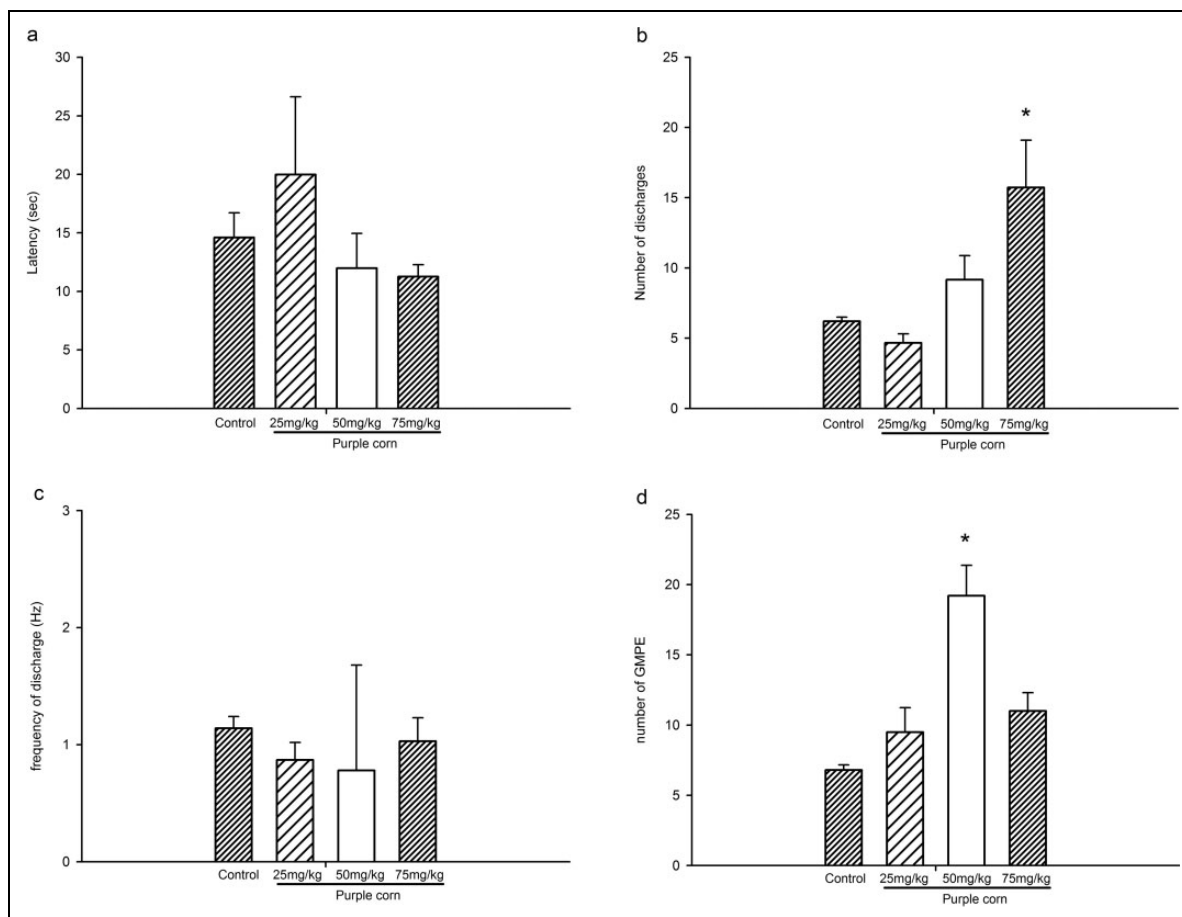 a
30
25
20
15
10
5
0
Latency (sec)
Control 25mg/kg 50mg/kg 75mg/kg
Purple corn
b
25
20
15
10
5
0
Number of discharges
*
Control 25mg/kg 50mg/kg 75mg/kg
Purple corn
c
3
2
1
0
frequency of discharge (Hz)
Control 25mg/kg 50mg/kg 75mg/kg
Purple corn
d
25
20
15
10
5
0
number of GMPE
*
Control 25mg/kg 50mg/kg 75mg/kg
Purple corn